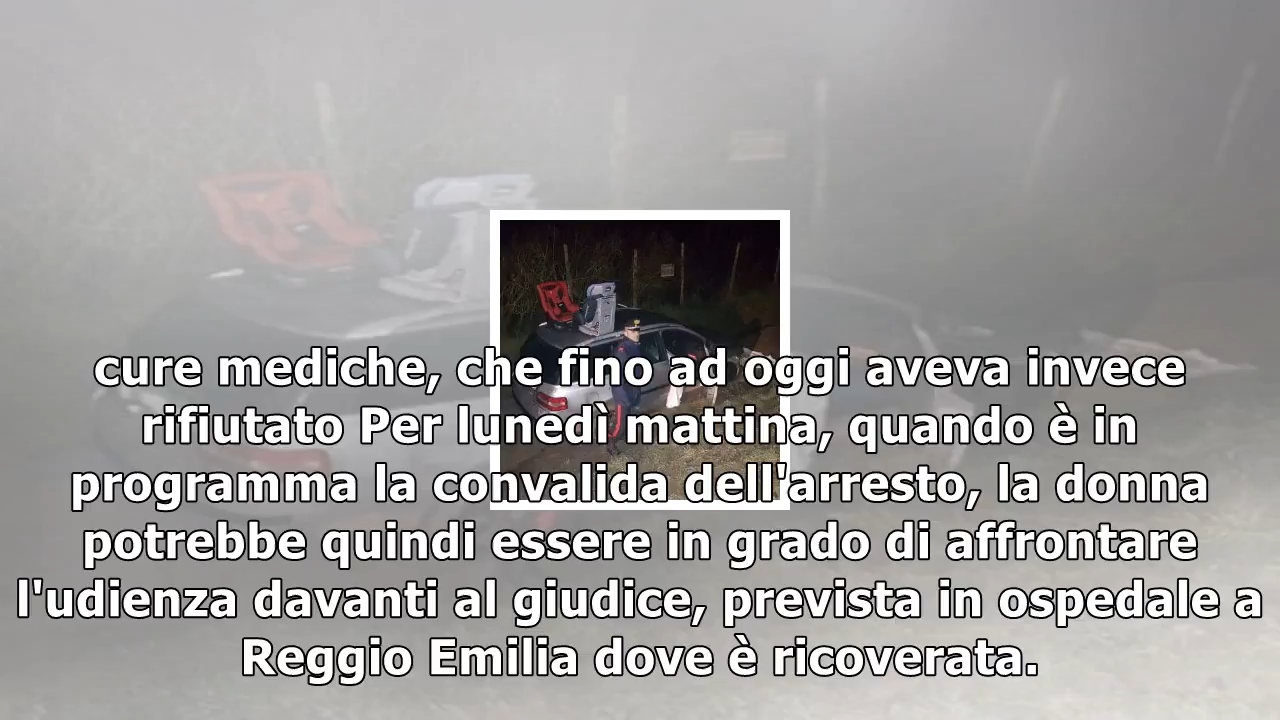 cure mediche, che fino ad oggi aveva invece
rifiutato Per lunedì mattina, quando è in
programma la convalida dell'arresto, la donna
potrebbe quindi essere in grado di affrontare
l'udienza davanti al giudice, prevista in ospedale a
Reggio Emilia dove è ricoverata.